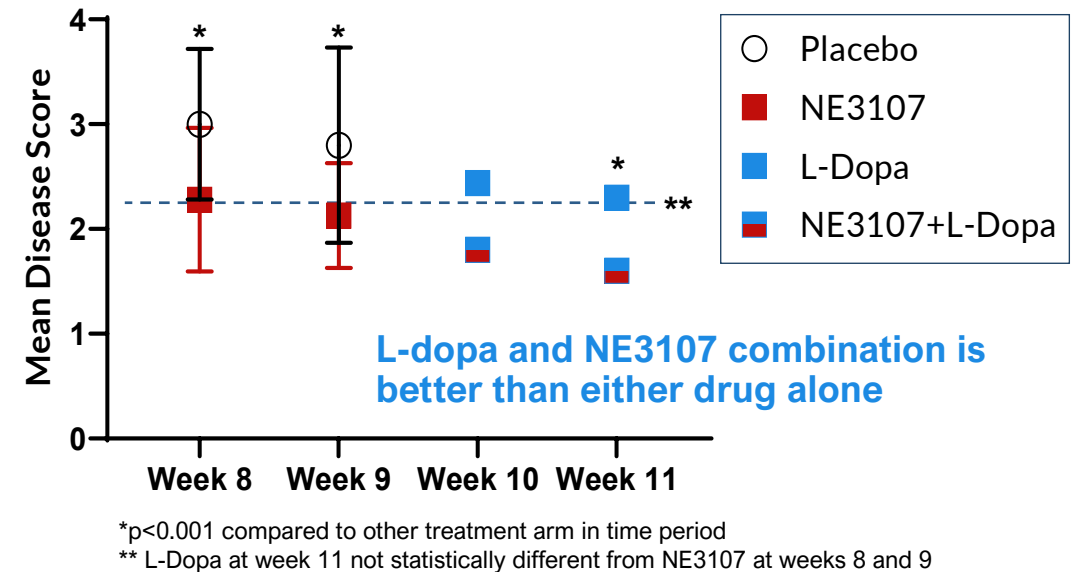 4
*
*
Placebo
NE3107
L-Dopa
NE3107+L-Dopa
3
*
**
2
1
0
Mean Disease Score
L-dopa and NE3107 combination is
better than either drug alone
Week 8 Week 9 Week 10 Week 11
*p<0.001 compared to other treatment arm in time period
** L-Dopa at week 11 not statistically different from NE3107 at weeks 8 and 9